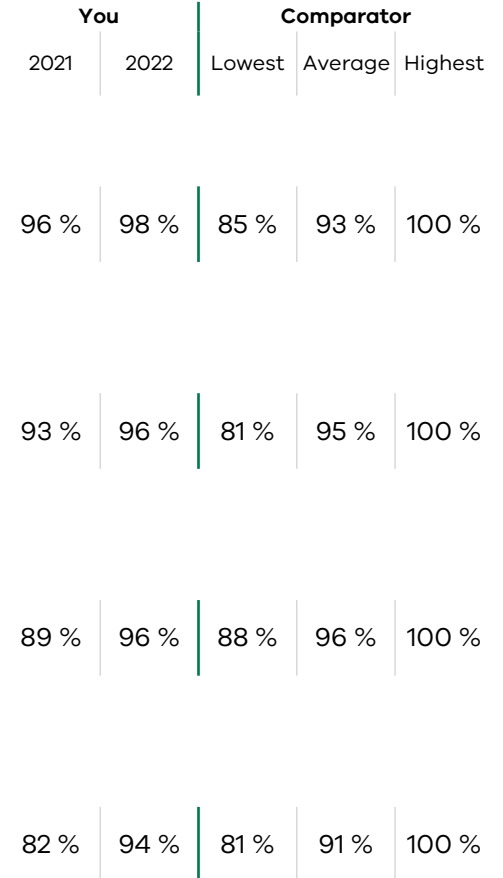 You Comparator
2021 2022 Lowest Average Highest
96 % 98 % 85 % 93 % 100 %
93 % 96 % 81 % 95 % 100 %
89 % 96 % 88 % 96 % 100 %
82 % 94 % 81 % 91 % 100 %